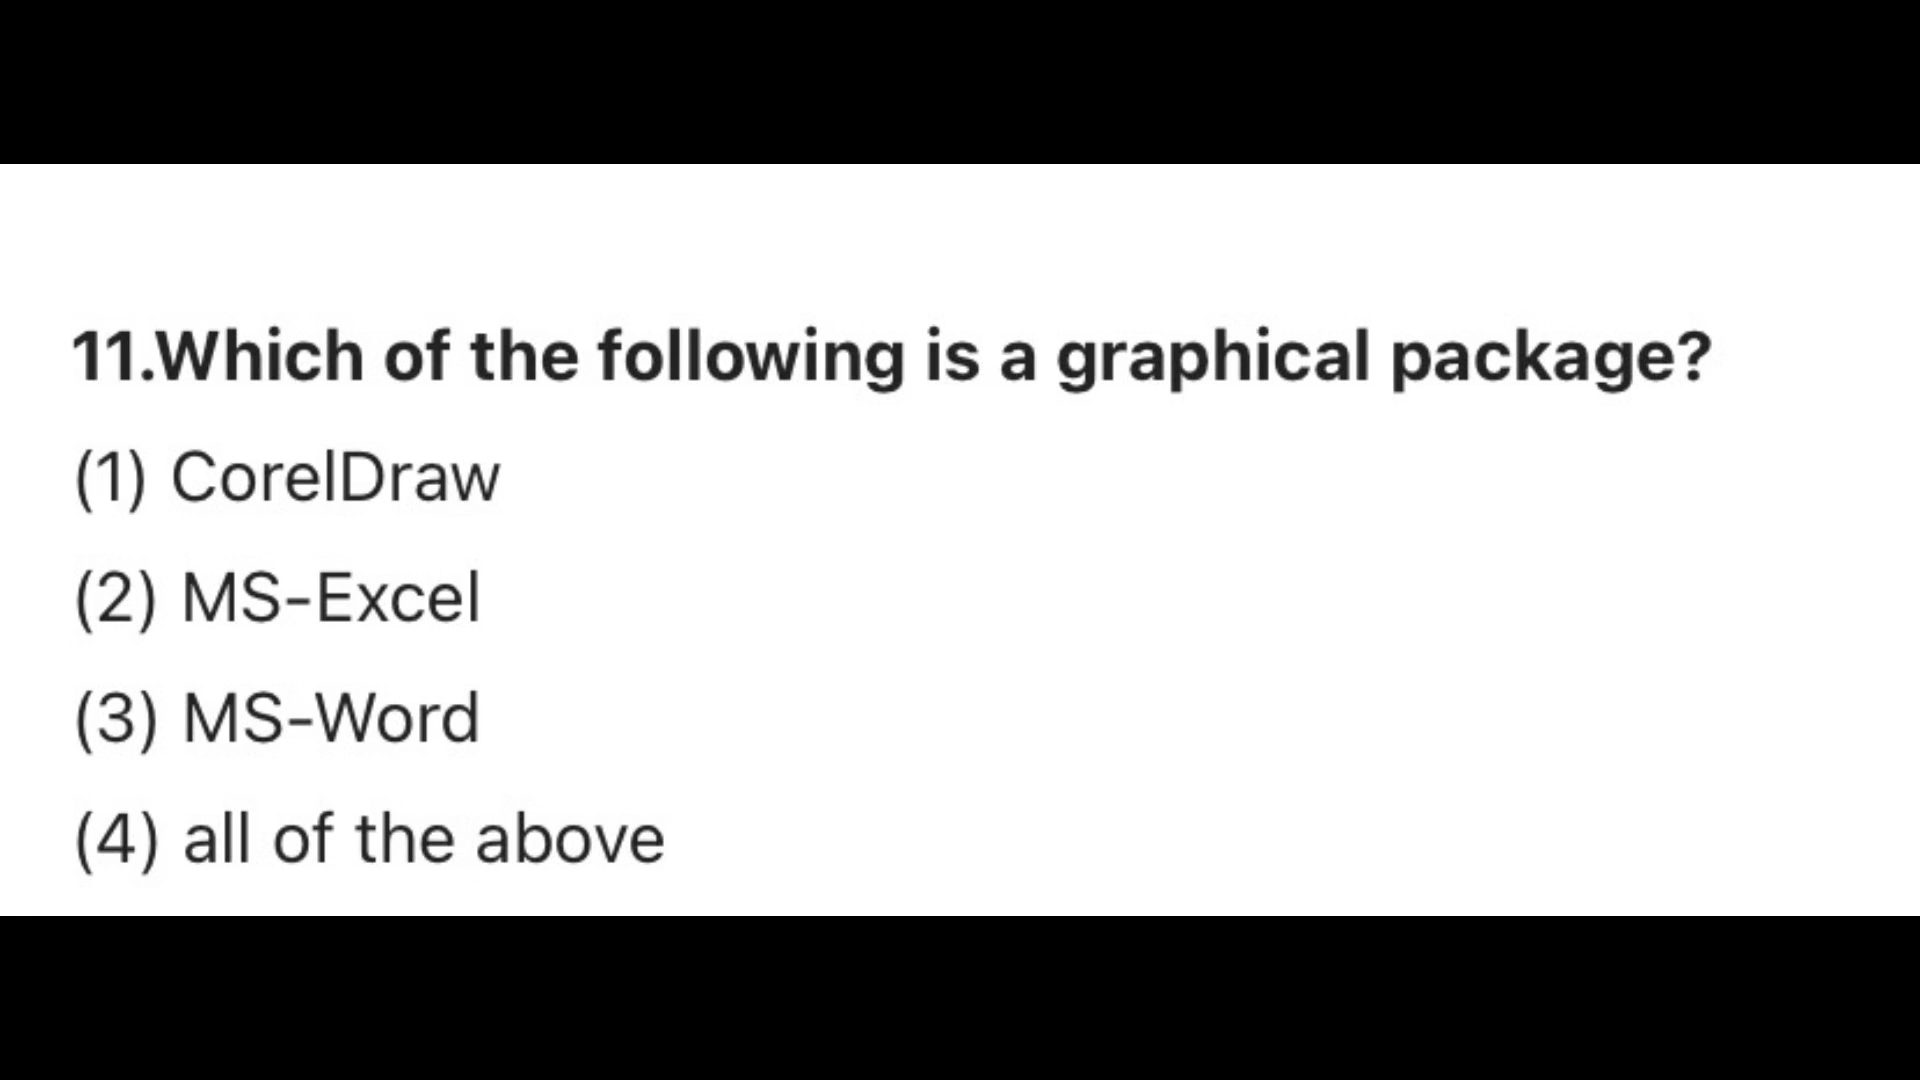 11.Which of the following is a graphical package?
(1) CorelDraw
(2) MS-Excel
(3) MS-Word
(4) all of the above